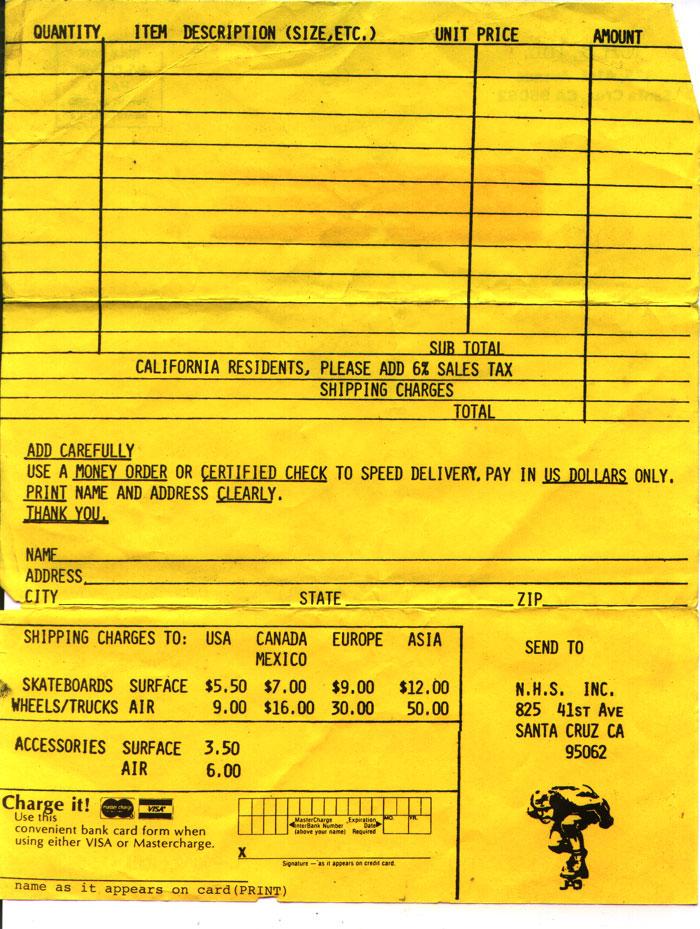 QUANTITY ITEM DESCRIPTION (SIZE,ETC.) UNIT PRICE AMOUNT
SUB TOTAL
CALIFORNIA RESIDENTS, PLEASE ADD 6% SALES TAX
SHIPPING CHARGES
TOTAL
ADD CAREFULLY
USE A MONEY ORDER OR CERTIFIED CHECK TO SPEED DELIVERY. PAY IN US DOLLARS ONLY.
PRINT NAME AND ADDRESS CLEARLY.
THANK YOU.
NAME
ADDRESS
CITY STATE ZIP
SHIPPING CHARGES TO: USA CANADA EUROPE ASIA
MEXICO
SKATEBOARDS SURFACE $5.50 $7.00 $9.00 $12.00
WHEELS/TRUCKS AIR 9.00 $16.00 30.00 50.00
ACCESSORIES SURFACE 3.50
AIR 6.00
SEND TO
N.H.S. INC.
825 41ST AVE
SANTA CRUZ CA
95062
Charge it! master charge VISA
Use this
convenient bank card form when
using either VISA or Mastercharge.
MasterCharge Expiration MO. YR.
InterBank Number Date
(above your name) Required
X
Signature — as it appears on credit card.
name as it appears on card(PRINT)